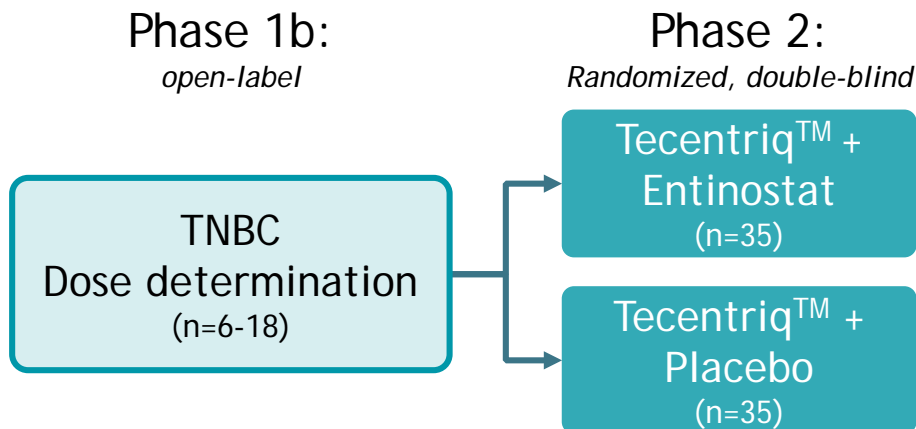 Phase 1b:
open-label
Phase 2:
Randomized, double-blind
TNBC
Dose determination
(n=6-18)
Tecentriq™ +
Entinostat
(n=35)
Tecentriq™ +
Placebo
(n=35)